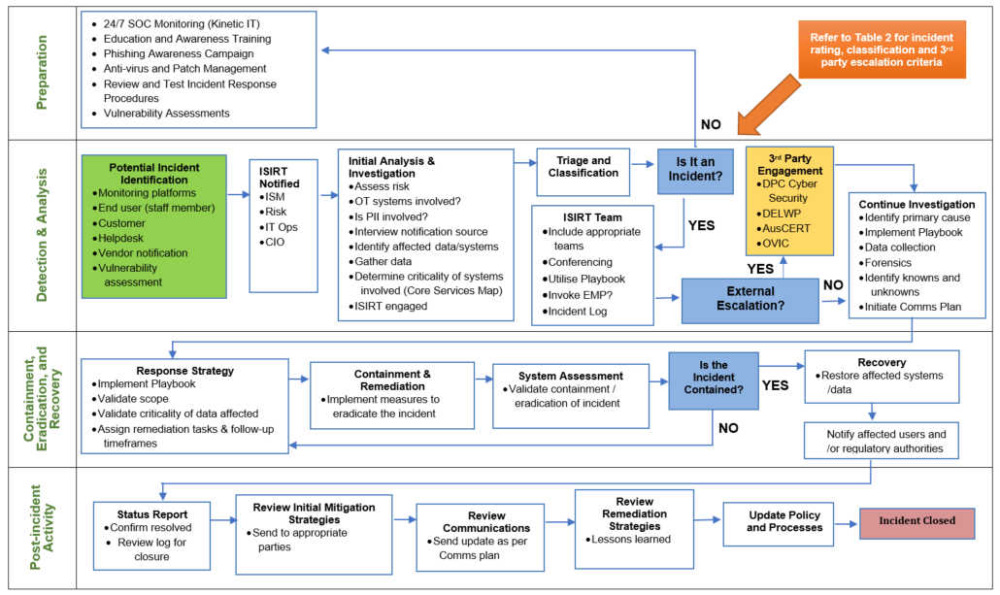 Preparation
• 24/7 SOC Monitoring (Kinetic IT)
• Education and Awareness Training
• Phishing Awareness Campaign
• Anti-virus and Patch Management
• Review and Test Incident Response
Procedures
• Vulnerability Assessments
Refer to Table 2 for incident
rating, classification and 3rd
party escalation criteria
NO
Detection & Analysis
Potential Incident
Identification
• Monitoring platforms
• End user (staff member)
• Customer
• Helpdesk
• Vendor notification
• Vulnerability
assessment
ISIRT
Notified
• ISM
• Risk
• IT Ops
• CIO
Initial Analysis &
Investigation
• Assess risk
• OT systems involved?
• Is PII involved?
• Interview notification source
• Identify affected data/systems
• Gather data
• Determine criticality of systems
involved (Core Services Map)
• ISIRT engaged
Triage and
Classification
Is It an
Incident?
YES
ISIRT Team
• Include appropriate
teams
• Conferencing
• Utilise Playbook
• Invoke EMP?
• Incident Log
External
Escalation?
YES
NO
3rd Party
Engagement
• DPC Cyber
Security
• DELWP
• AusCERT
• OVIC
Continue Investigation
• Identify primary cause
• Implement Playbook
• Data collection
• Forensics
• Identify knowns and
unknowns
• Initiate Comms Plan
Containment,
Eradication, and
Recovery
Response Strategy
• Implement Playbook
• Validate scope
• Validate criticality of data affected
• Assign remediation tasks & follow-up
timeframes
Containment &
Remediation
• Implement measures to
eradicate the incident
System Assessment
• Validate containment /
eradication of incident
Is the
Incident
Contained?
YES
NO
Recovery
• Restore affected systems
/data
Notify affected users and
/or regulatory authorities
Post-incident
Activity
Status Report
• Confirm resolved
• Review log for
closure
Review Initial Mitigation
Strategies
• Send to appropriate
parties
Review
Communications
• Send update as per
Comms plan
Review
Remediation
Strategies
• Lessons learned
Update Policy
and Processes
Incident Closed